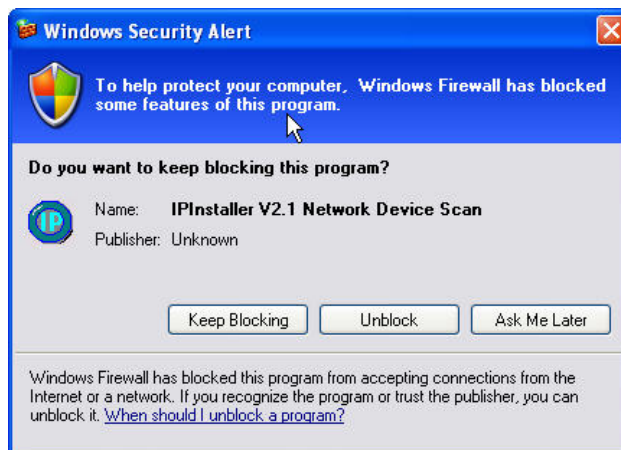 Windows Security Alert
To help protect your computer, Windows Firewall has blocked
some features of this program.
Do you want to keep blocking this program?
IP
Name: IPInstaller V2.1 Network Device Scan
Publisher: Unknown
Keep Blocking Unblock Ask Me Later
Windows Firewall has blocked this program from accepting connections from the
Internet or a network. If you recognize the program or trust the publisher, you can
unblock it. When should I unblock a program?